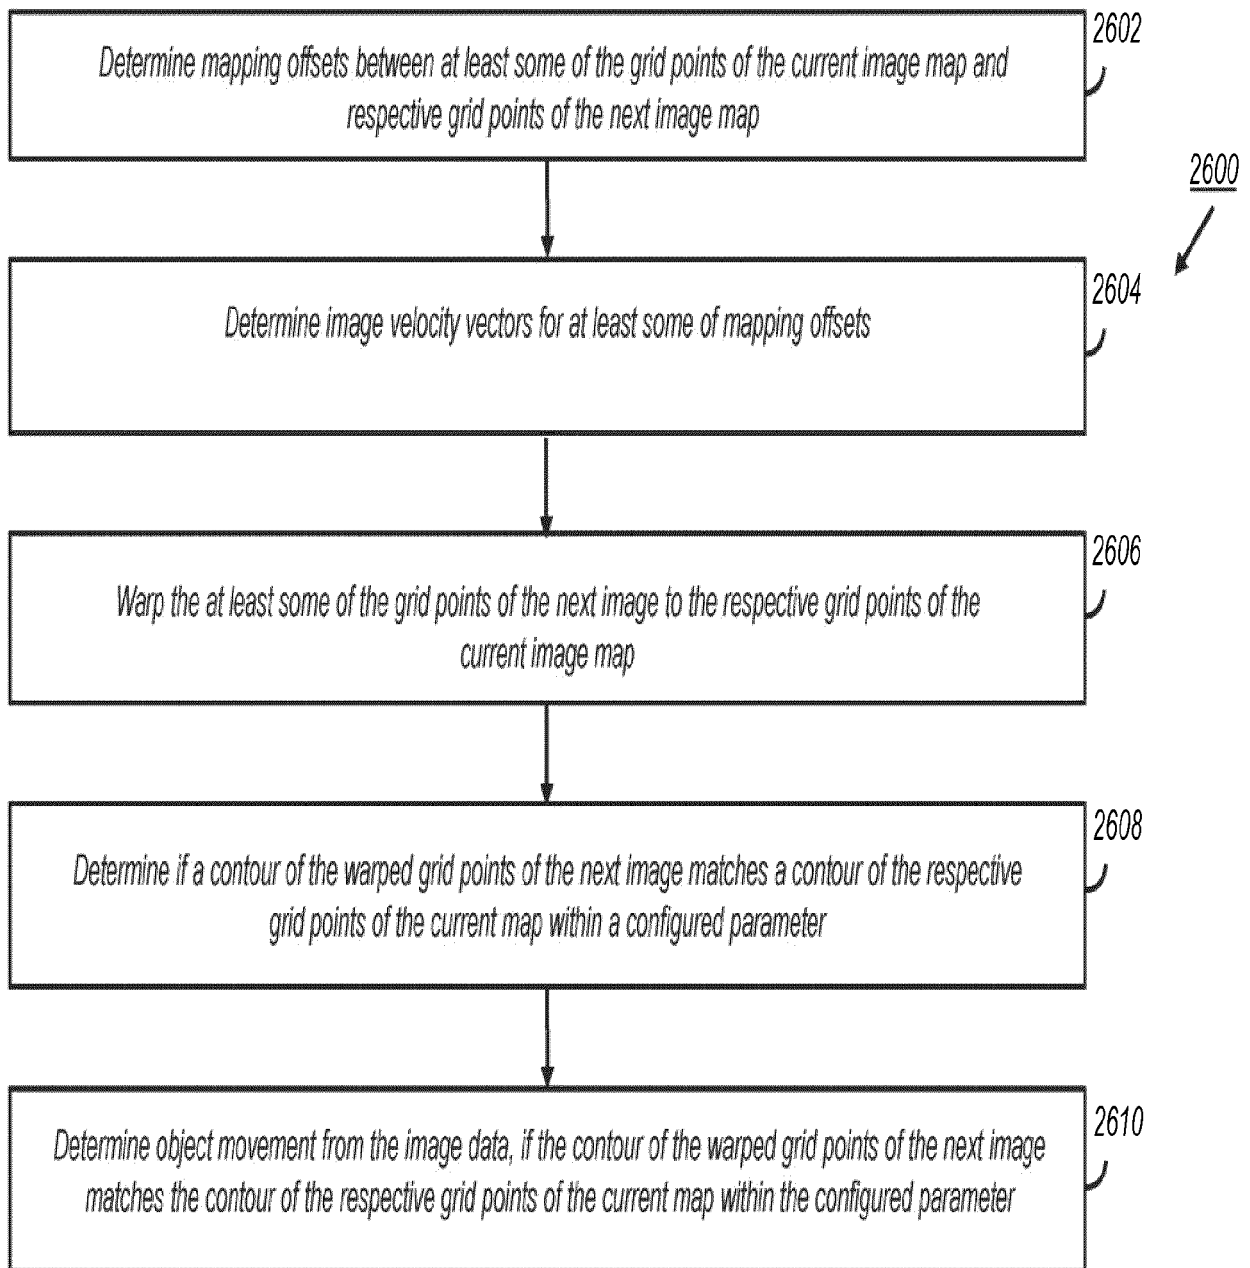 2602
Determine mapping offsets between at least some of the grid points of the current image map and
respective grid points of the next image map
2600
2604
Determine image velocity vectors for at least some of mapping offsets
2606
Warp the at least some of the grid points of the next image to the respective grid points of the
current image map
2608
Determine if a contour of the warped grid points of the next image matches a contour of the respective
grid points of the current map within a configured parameter
2610
Determine object movement from the image data, if the contour of the warped grid points of the next image
matches the contour of the respective grid points of the current map within the configured parameter